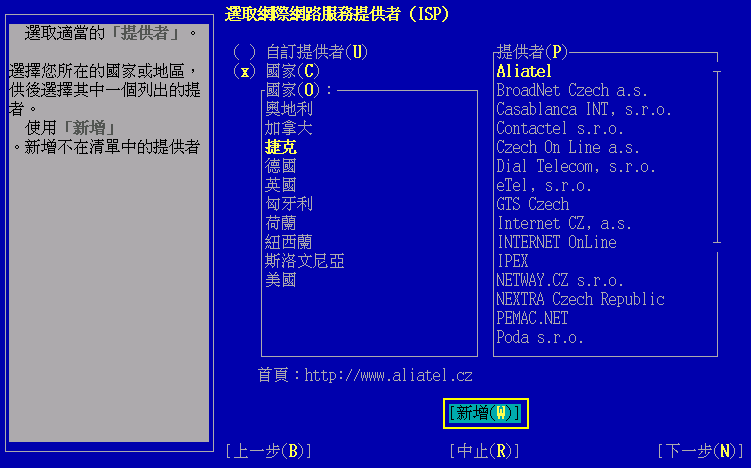 選取網際網路服務提供者 (ISP)
選取適當的「提供者」。
選擇您所在的國家或地區，
供後選擇其中一個列出的提
者。
使用「新增」
。新增不在清單中的提供者
( ) 自訂提供者(U)
(x) 國家(C)
國家(O)：
奧地利
加拿大
捷克
德國
英國
匈牙利
荷蘭
紐西蘭
斯洛文尼亞
美國
提供者(P)
Aliatel
BroadNet Czech a.s.
Casablanca INT, s.r.o.
Contactel s.r.o.
Czech On Line a.s.
Dial Telecom, s.r.o.
eTel, s.r.o.
GTS Czech
Internet CZ, a.s.
INTERNET OnLine
IPEX
NETWAY.CZ s.r.o.
NEXTRA Czech Republic
PEMAC.NET
Poda s.r.o.
首頁：http://www.aliatel.cz
[新增(W)]
[上一步(B)] [中止(R)] [下一步(N)]